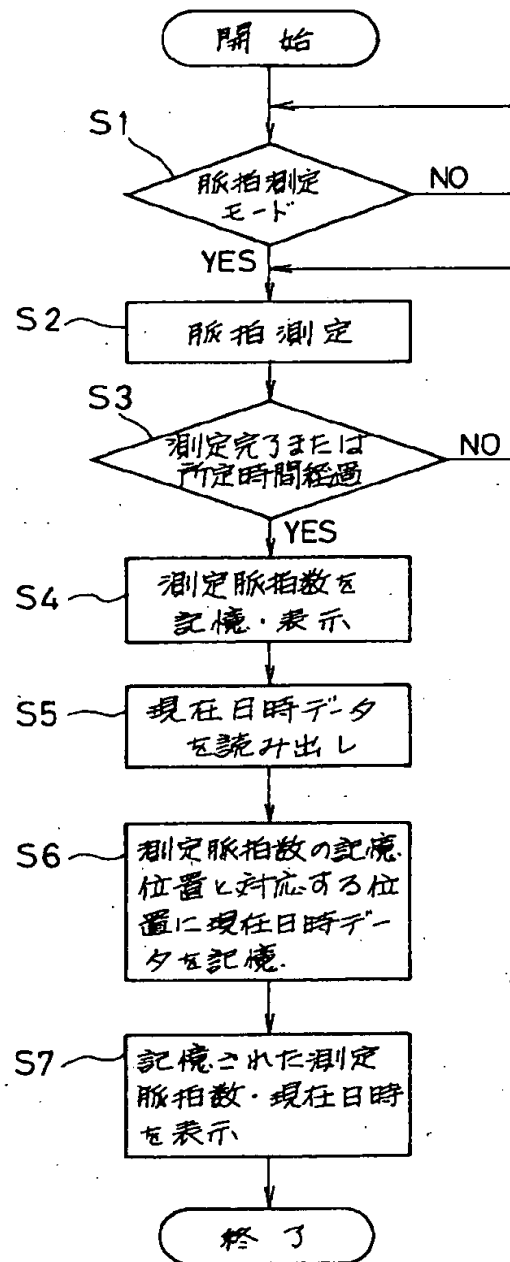 開始
S1
脈拍測定
モード
NO
YES
S2
脈拍測定
S3
測定完了または
所定時間経過
NO
YES
S4
測定脈拍数を
記憶・表示
S5
現在日時データ
を読み出し
S6
測定脈拍数の記憶
位置と対応する位
置に現在日時デー
タを記憶.
S7
記憶された測定
脈拍数・現在日時
を表示
終了